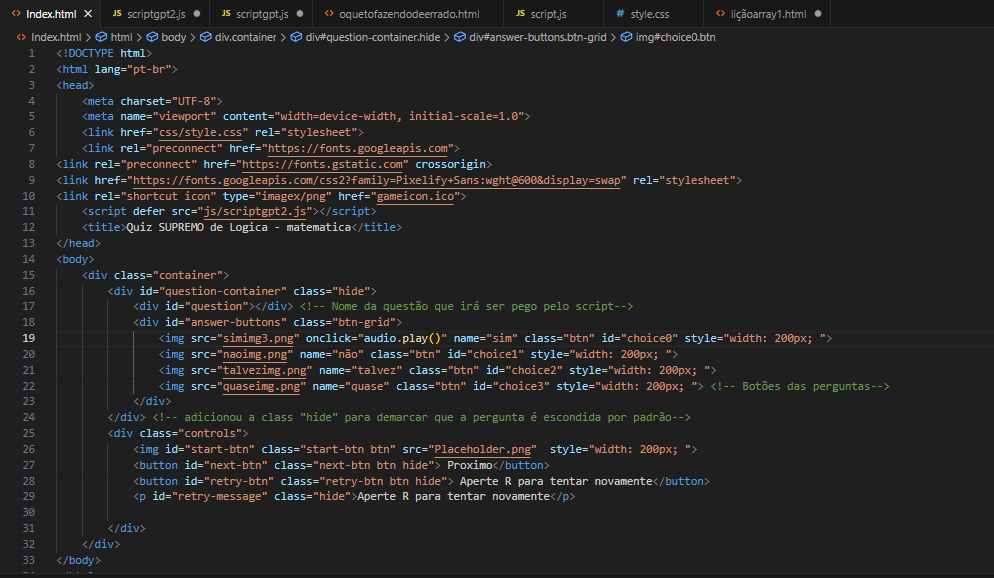 Index.html × JS scriptgpt2.js ● JS scriptgpt.js ● <> oquetofazendodeerrado.html JS script.js # style.css <> liçãoarray1.html ●
<> Index.html > html > body > div.container > div#question-container.hide > div#answer-buttons.btn-grid > img#choice0.btn
1 <!DOCTYPE html>
2 <html lang="pt-br">
3 <head>
4 <meta charset="UTF-8">
5 <meta name="viewport" content="width=device-width, initial-scale=1.0">
6 <link href="css/style.css" rel="stylesheet">
7 <link rel="preconnect" href="https://fonts.googleapis.com">
8 <link rel="preconnect" href="https://fonts.gstatic.com" crossorigin>
9 <link href="https://fonts.googleapis.com/css2?family=Pixelify+Sans:wght@600&display=swap" rel="stylesheet">
10 <link rel="shortcut icon" type="imagex/png" href="gameicon.ico">
11 <script defer src="js/scriptgpt2.js"></script>
12 <title>Quiz SUPREMO de Logica - matematica</title>
13 </head>
14 <body>
15 <div class="container">
16 <div id="question-container" class="hide">
17 <div id="question"></div> <!-- Nome da questão que irá ser pego pelo script-->
18 <div id="answer-buttons" class="btn-grid">
19 <img src="simimg3.png" onclick="audio.play()" name="sim" class="btn" id="choice0" style="width: 200px; ">
20 <img src="naoimg.png" name="não" class="btn" id="choice1" style="width: 200px; ">
21 <img src="talvezimg.png" name="talvez" class="btn" id="choice2" style="width: 200px; ">
22 <img src="quaseimg.png" name="quase" class="btn" id="choice3" style="width: 200px; "> <!-- Botões das perguntas-->
23 </div>
24 </div> <!-- adicionou a class "hide" para demarcar que a pergunta é escondida por padrão-->
25 <div class="controls">
26 <img id="start-btn" class="start-btn btn" src="Placeholder.png"  style="width: 200px; ">
27 <button id="next-btn" class="next-btn btn hide"> Proximo</button>
28 <button id="retry-btn" class="retry-btn btn hide"> Aperte R para tentar novamente</button>
29 <p id="retry-message" class="hide">Aperte R para tentar novamente</p>
30
31 </div>
32 </div>
33 </body>